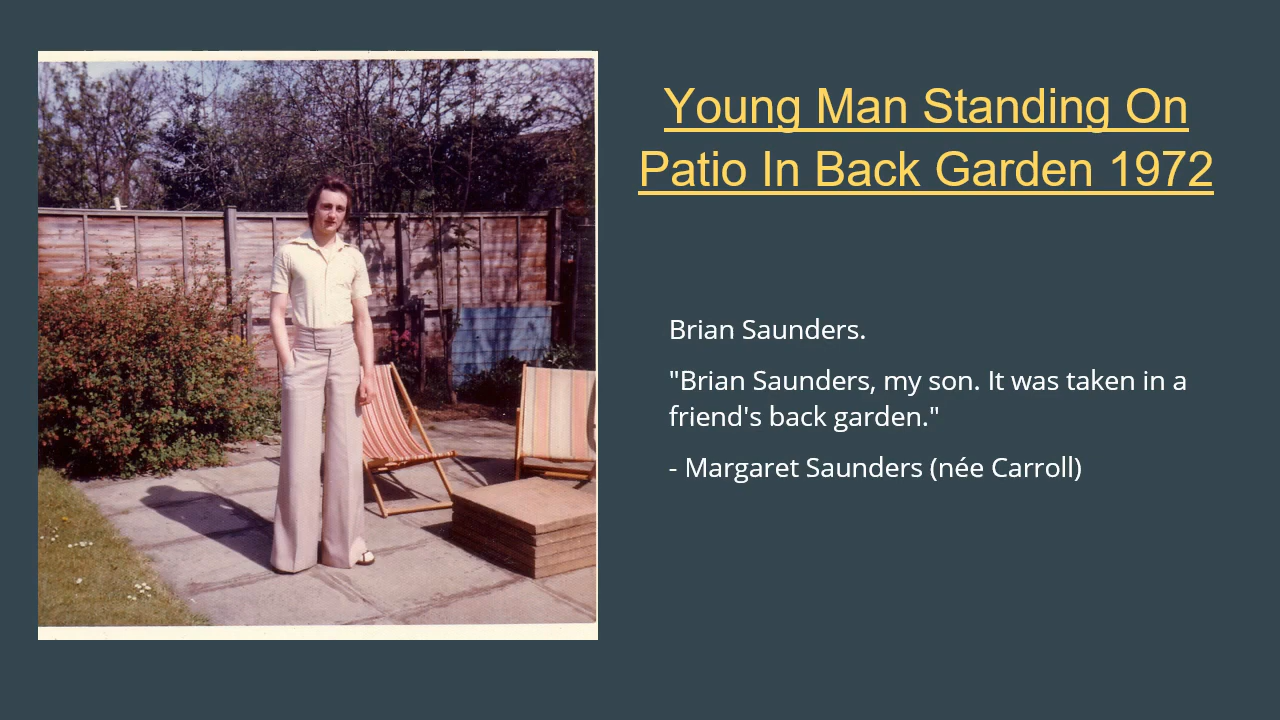 Young Man Standing On
Patio In Back Garden 1972
Brian Saunders.
"Brian Saunders, my son. It was taken in a
friend's back garden."
- Margaret Saunders (née Carroll)